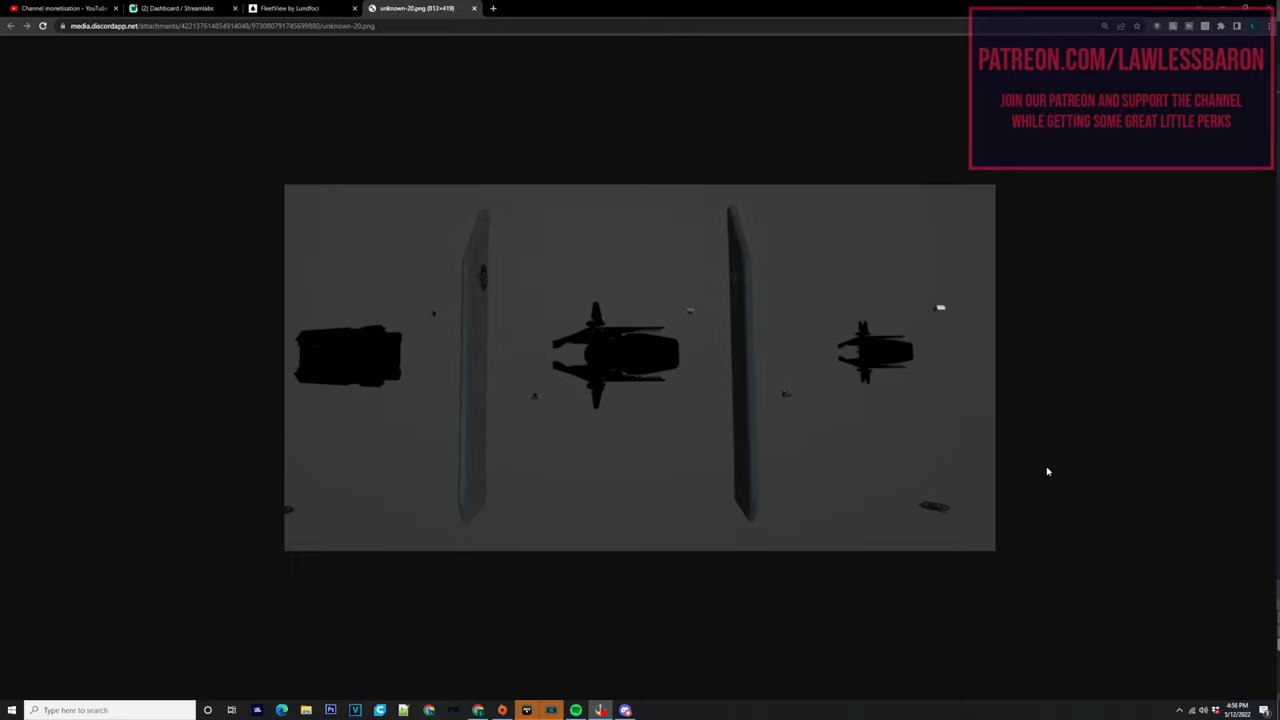 Channel monetisation - YouTube
(2) Dashboard / Streamlabs
FleetView by Lundfoci
unknown-20.png (813×419)
media.discordapp.net/attachments/422137614854914048/973080791745699880/unknown-20.png
PATREON.COM/LAWLESSBARON
JOIN OUR PATREON AND SUPPORT THE CHANNEL
WHILE GETTING SOME GREAT LITTLE PERKS
Type here to search
4:56 PM
5/12/2022